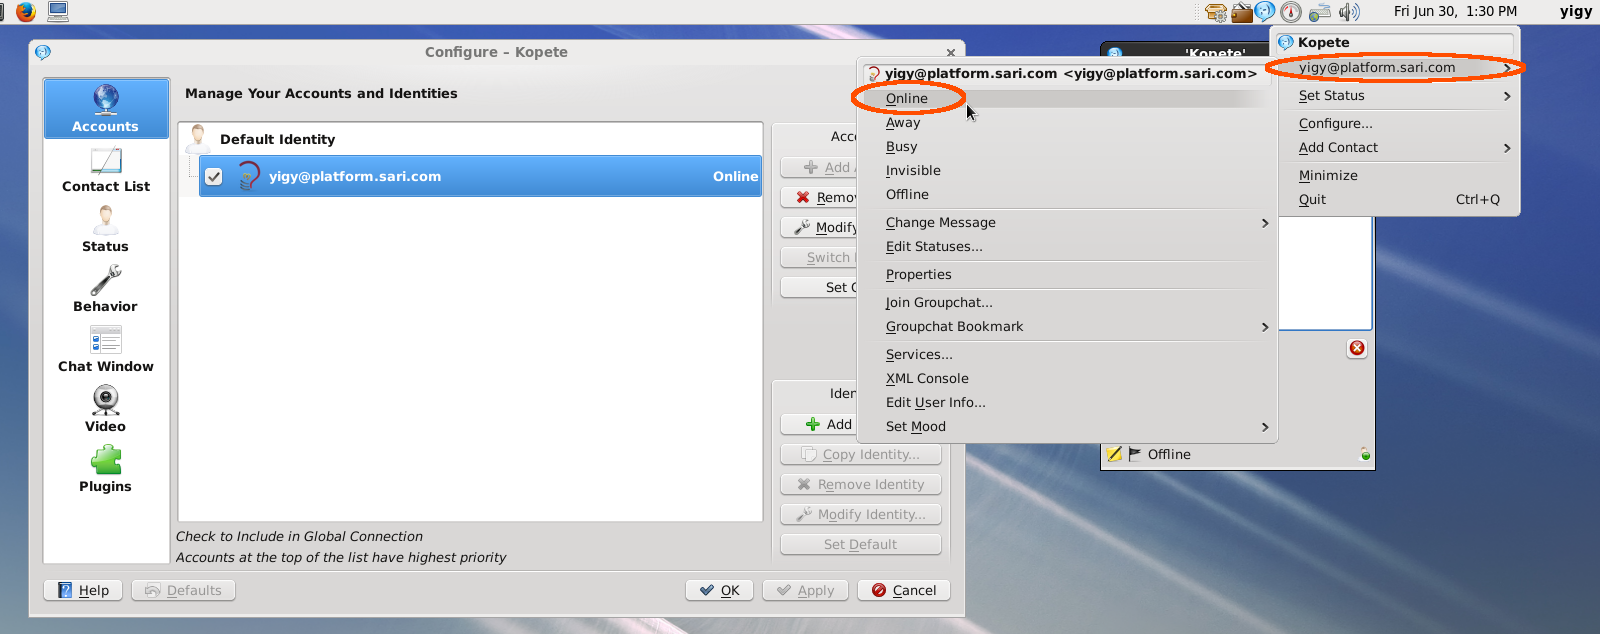 Fri Jun 30, 1:30 PM
yigy
Configure – Kopete
Accounts
Contact List
Status
Behavior
Chat Window
Video
Plugins
Manage Your Accounts and Identities
Default Identity
yigy@platform.sari.com
Online
Add
Modify
Switch
Set
Add
Copy Identity...
Remove Identity
Modify Identity...
Set Default
Check to Include in Global Connection
Accounts at the top of the list have highest priority
Help
Defaults
OK
Apply
Cancel
yigy@platform.sari.com <yigy@platform.sari.com>
Online
Away
Busy
Invisible
Offline
Change Message
Edit Statuses...
Properties
Join Groupchat...
Groupchat Bookmark
Services...
XML Console
Edit User Info...
Set Mood
'Kopete'
Kopete
yigy@platform.sari.com
Set Status
Configure...
Add Contact
Minimize
Quit Ctrl+Q
Offline